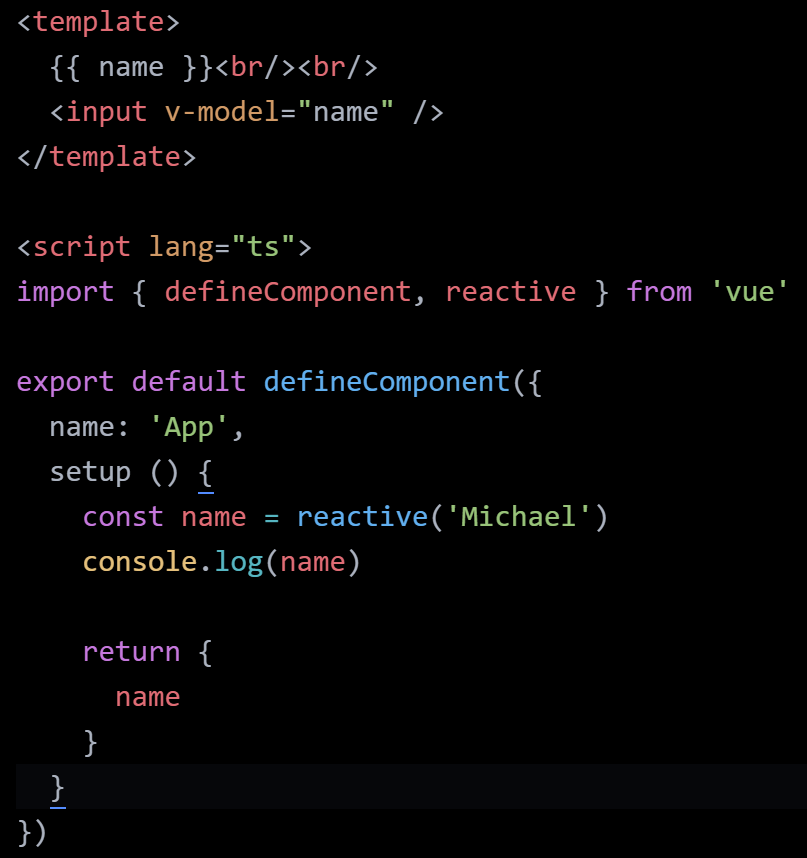 <template>
  {{ name }}<br/><br/>
  <input v-model="name" />
</template>

<script lang="ts">
import { defineComponent, reactive } from 'vue'

export default defineComponent({
  name: 'App',
  setup () {
    const name = reactive('Michael')
    console.log(name)

    return {
      name
    }
  }
})